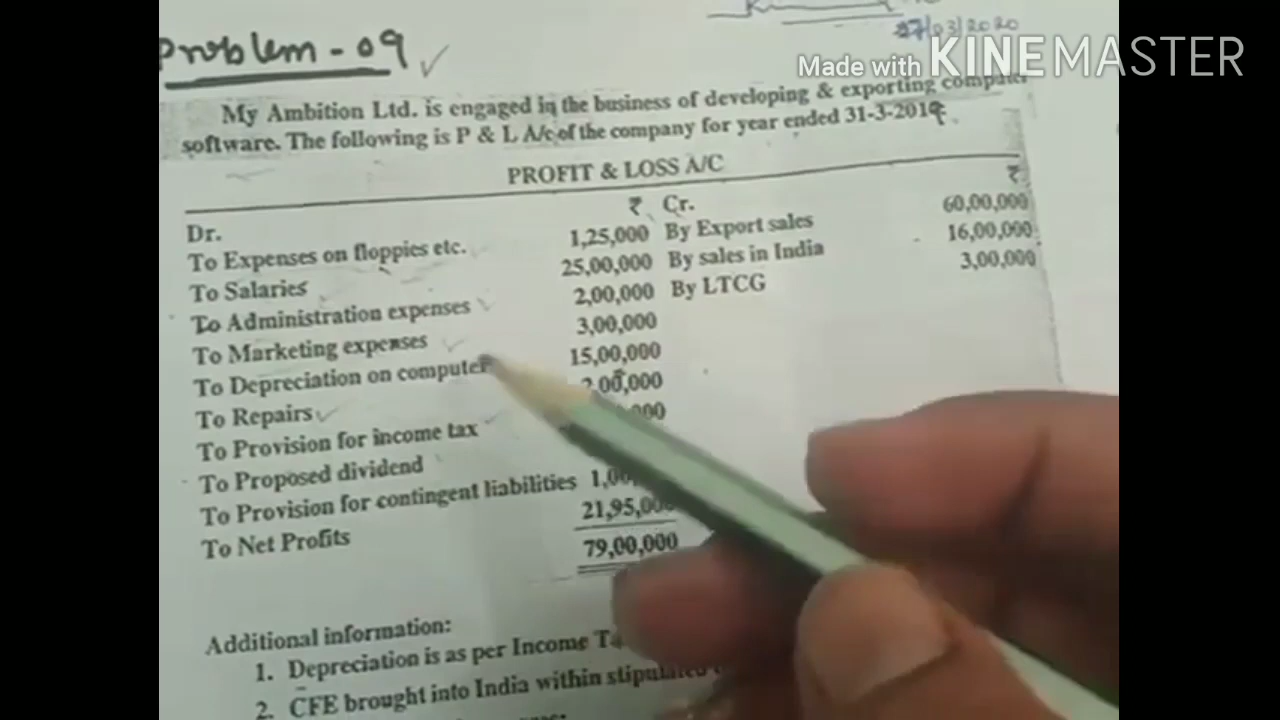 Problem - 09
27/03/2020
Made with KINEMASTER
My Ambition Ltd. is engaged in the business of developing & exporting computer
software. The following is P & L A/c of the company for year ended 31-3-2019.
PROFIT & LOSS A/C
Dr. ₹ Cr. ₹
To Expenses on floppies etc. 1,25,000 By Export sales 60,00,000
To Salaries 25,00,000 By sales in India 16,00,000
To Administration expenses 2,00,000 By LTCG 3,00,000
To Marketing expenses 3,00,000
To Depreciation on computer 15,00,000
To Repairs 2,00,000
To Provision for income tax
To Proposed dividend
To Provision for contingent liabilities
To Net Profits 21,95,000
79,00,000
Additional information:
1. Depreciation is as per Income
2. CFE brought into India within stipulated